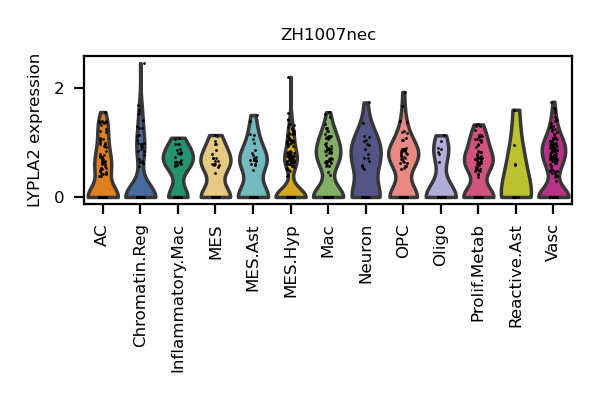 ZH1007nec
LYPLA2 expression
2
0
AC
Chromatin.Reg
Inflammatory.Mac
MES
MES.Ast
MES.Hyp
Mac
Neuron
OPC
Oligo
Prolif.Metab
Reactive.Ast
Vasc